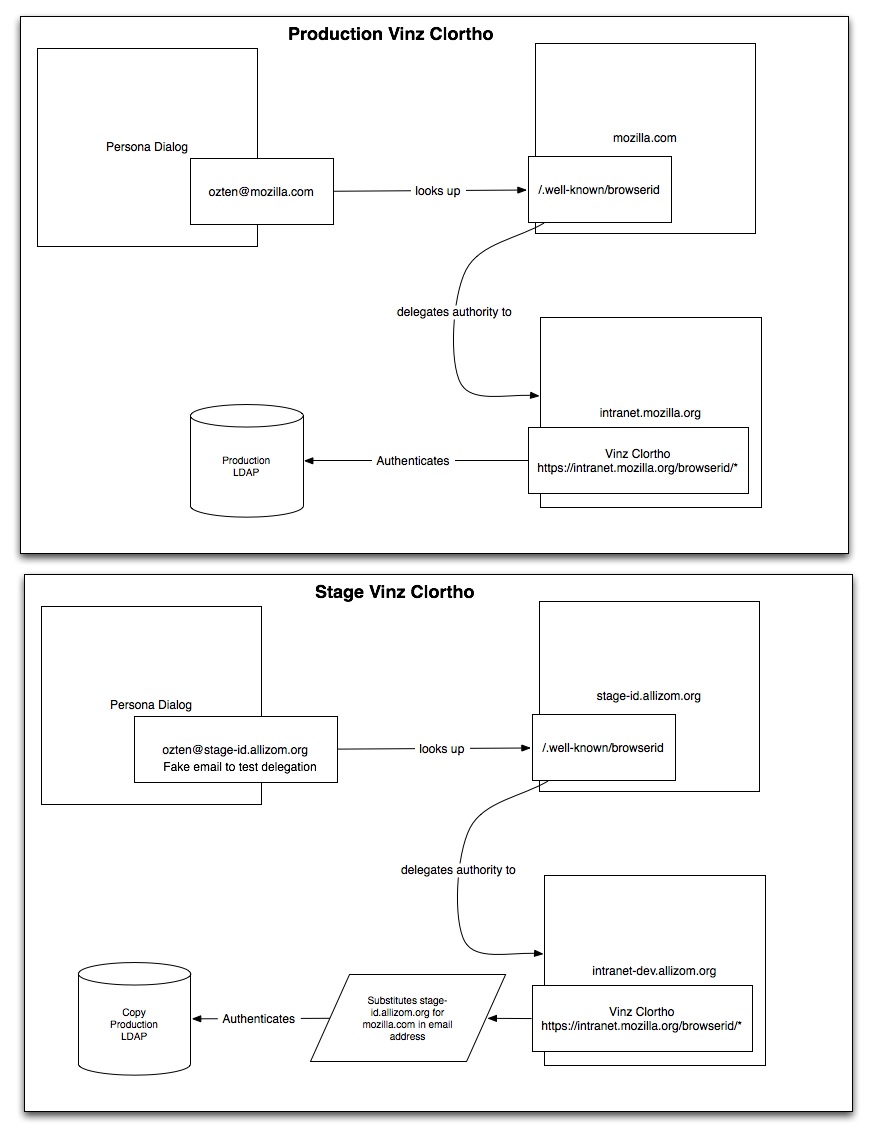 Production Vinz Clortho
Persona Dialog
ozten@mozilla.com
looks up
mozilla.com
/.well-known/browserid
delegates authority to
intranet.mozilla.org
Vinz Clortho
https://intranet.mozilla.org/browserid/*
Authenticates
Production
LDAP
Stage Vinz Clortho
Persona Dialog
ozten@stage-id.allizom.org
Fake email to test delegation
looks up
stage-id.allizom.org
/.well-known/browserid
delegates authority to
intranet-dev.allizom.org
Vinz Clortho
https://intranet.mozilla.org/browserid/*
Substitutes stage-
id.allizom.org for
mozilla.com in email
address
Authenticates
Copy
Production
LDAP